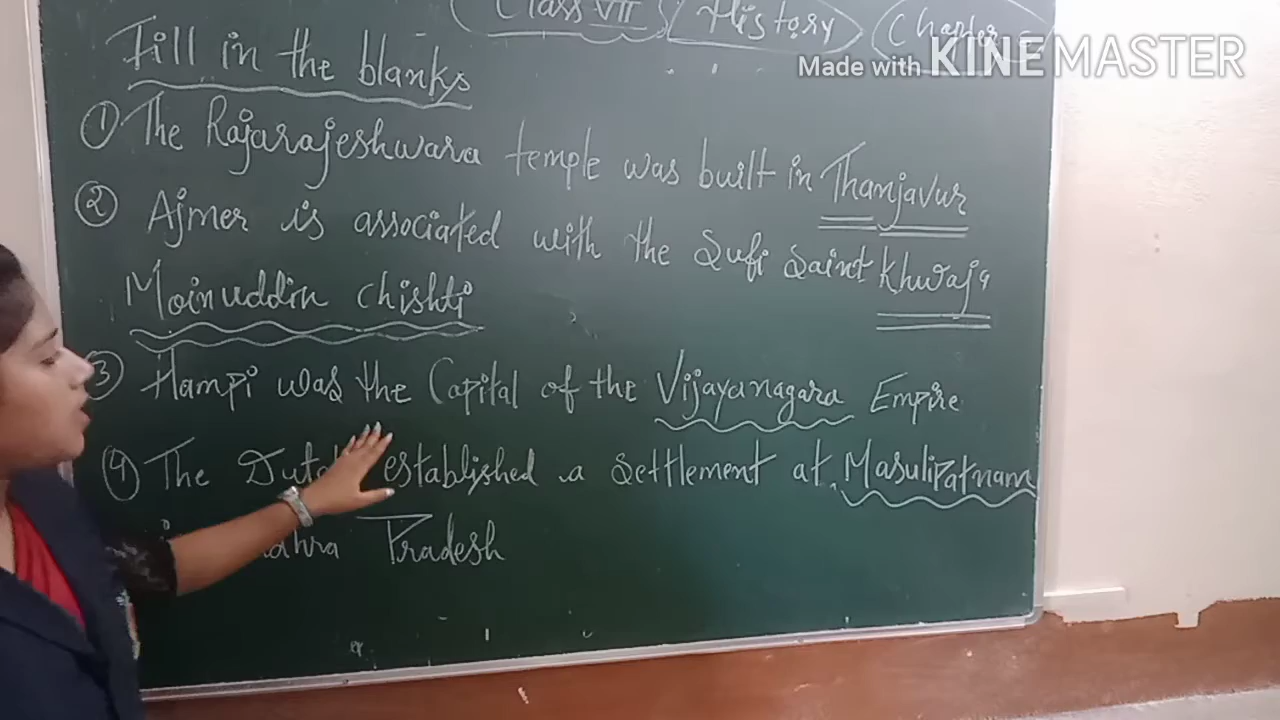 Class VII History Chapter
Made with KINEMASTER
Fill in the blanks
① The Rajarajeshwara temple was built in Thanjavur
② Ajmer is associated with the Sufi Saint Khwaja
Moinuddin Chishti
③ Hampi was the Capital of the Vijayanagara Empire
④ The Dutch established a settlement at Masulipatnam
Pradesh